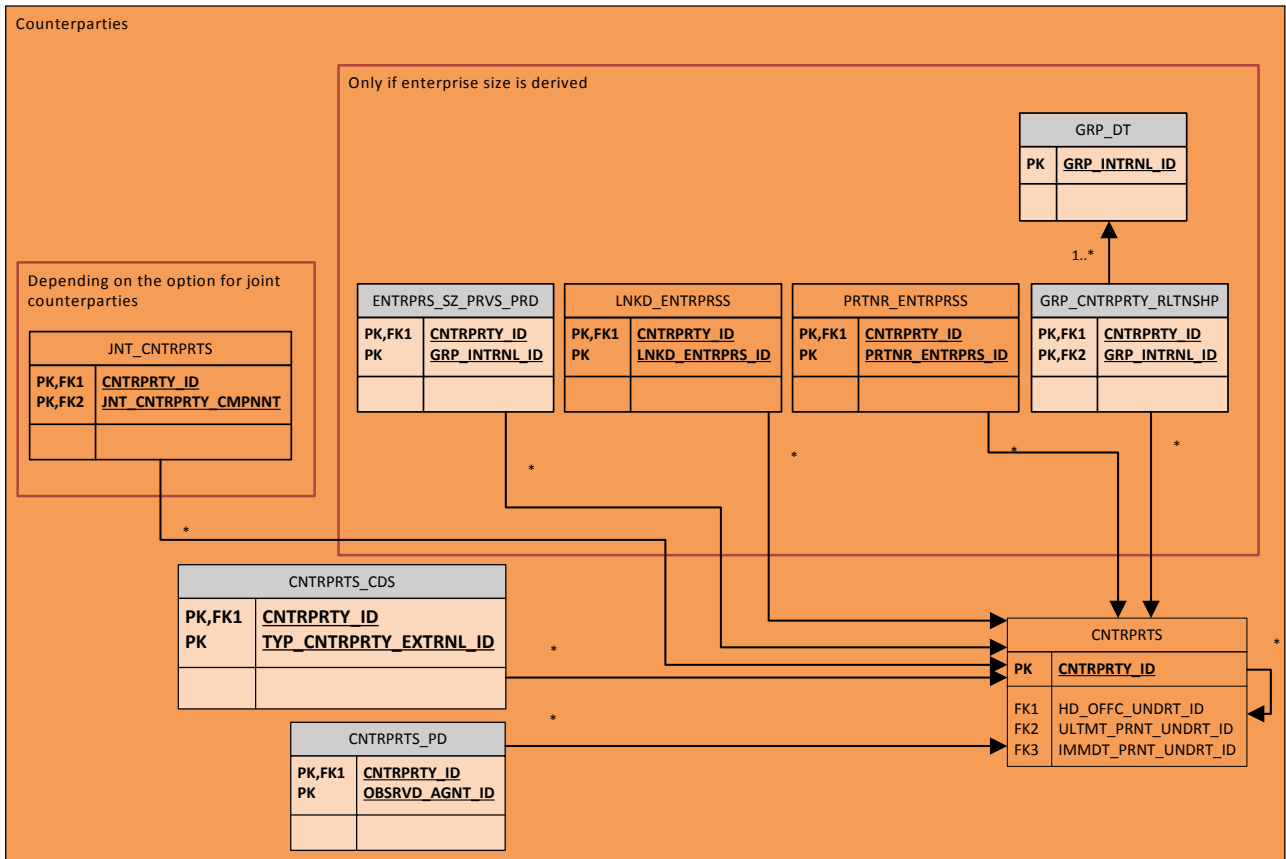 Counterparties
Only if enterprise size is derived
GRP_DT
PK GRP_INTRNL_ID
1..*
Depending on the option for joint
counterparties
JNT_CNTRPRTS
PK,FK1 CNTRPRTY_ID
PK,FK2 JNT_CNTRPRTY_CMPNNT
*
ENTRPRS_SZ_PRVS_PRD
PK,FK1 CNTRPRTY_ID
PK GRP_INTRNL_ID
*
LNKD_ENTRPRSS
PK,FK1 CNTRPRTY_ID
PK LNKD_ENTRPRS_ID
*
PRTNR_ENTRPRSS
PK,FK1 CNTRPRTY_ID
PK PRTNR_ENTRPRS_ID
*
GRP_CNTRPRTY_RLTNSHP
PK,FK1 CNTRPRTY_ID
PK,FK2 GRP_INTRNL_ID
*
CNTRPRTS_CDS
PK,FK1 CNTRPRTY_ID
PK TYP_CNTRPRTY_EXTRNL_ID
*
CNTRPRTS_PD
PK,FK1 CNTRPRTY_ID
PK OBSRVD_AGNT_ID
*
CNTRPRTS
PK CNTRPRTY_ID
FK1 HD_OFFC_UNDRT_ID
FK2 ULTMT_PRNT_UNDRT_ID
FK3 IMMDT_PRNT_UNDRT_ID
*